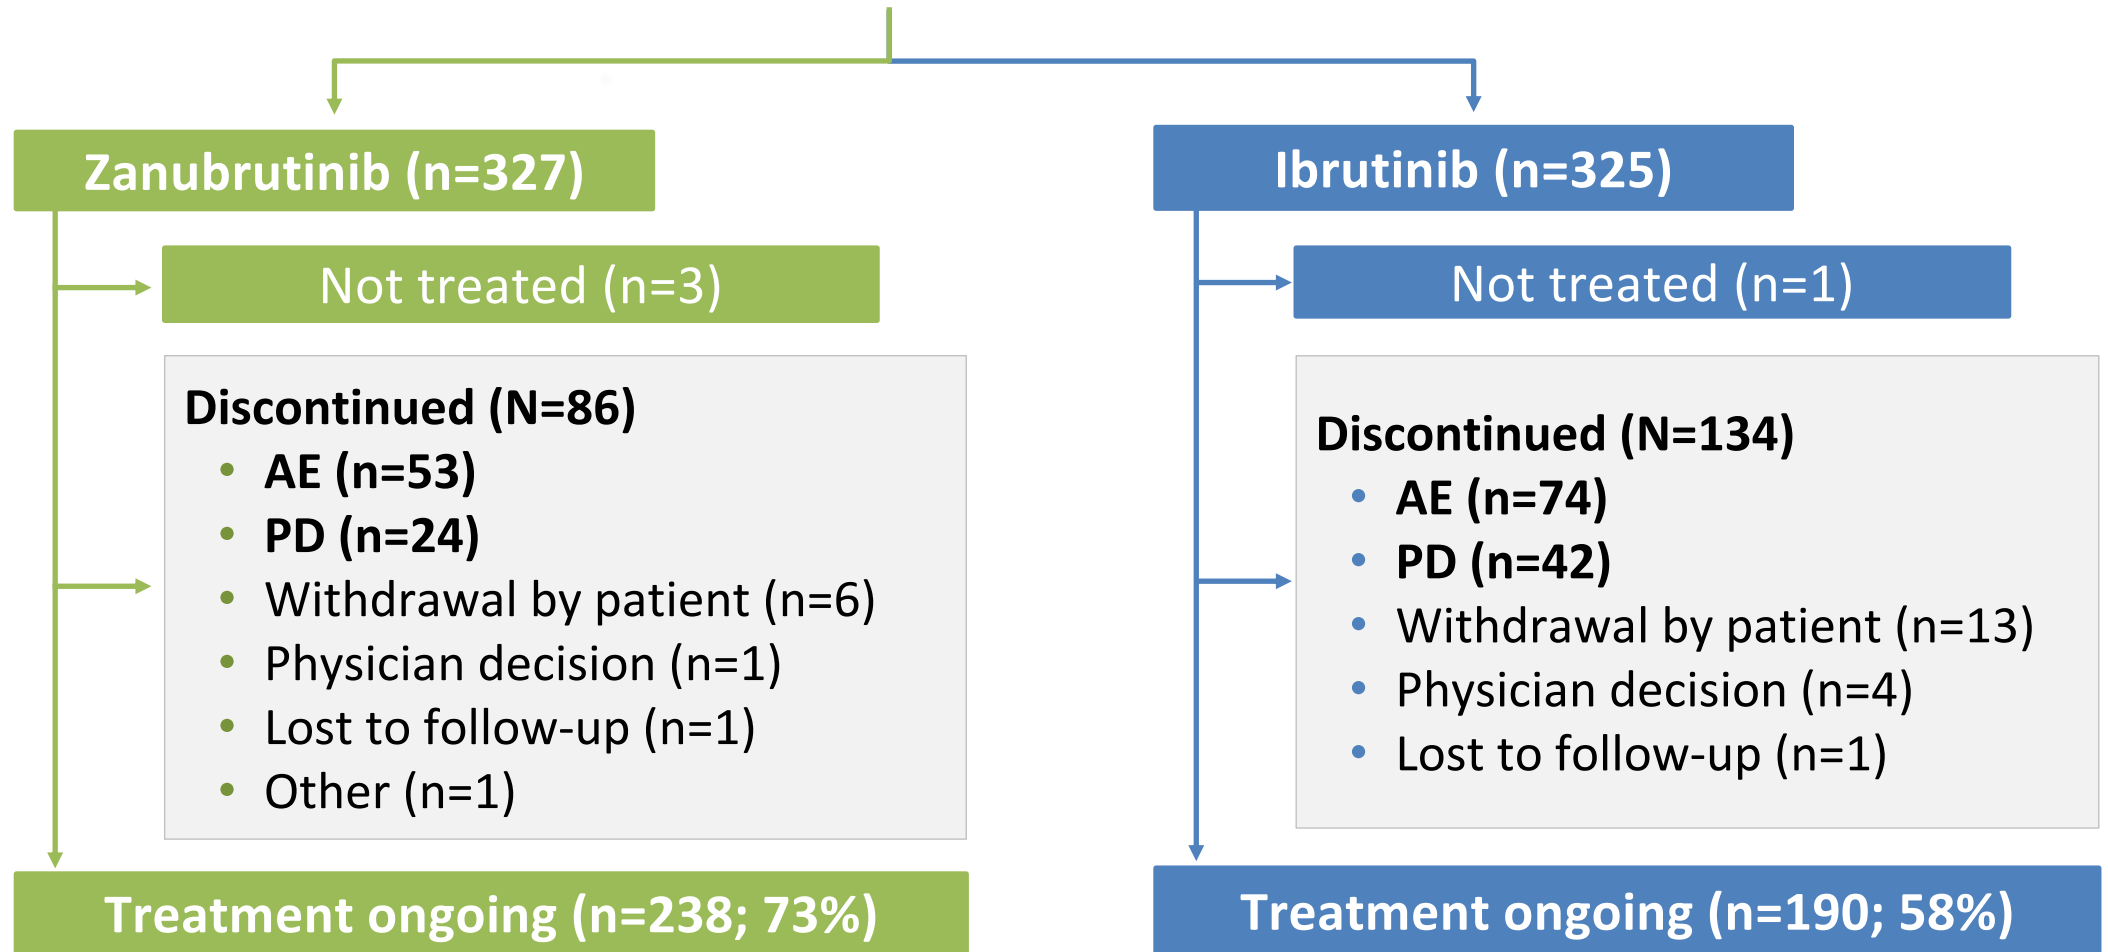 Zanubrutinib (n=327)
Not treated (n=3)
Discontinued (N=86)
• AE (n=53)
• PD (n=24)
• Withdrawal by patient (n=6)
• Physician decision (n=1)
• Lost to follow-up (n=1)
• Other (n=1)
Treatment ongoing (n=238; 73%)
Ibrutinib (n=325)
Not treated (n=1)
Discontinued (N=134)
• AE (n=74)
• PD (n=42)
• Withdrawal by patient (n=13)
• Physician decision (n=4)
• Lost to follow-up (n=1)
Treatment ongoing (n=190; 58%)